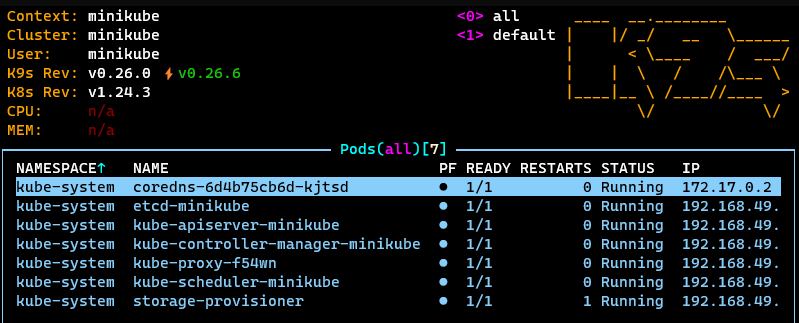 Context: minikube <0> all
Cluster: minikube <1> default
User: minikube
K9s Rev: v0.26.0 ⚡v0.26.6
K8s Rev: v1.24.3
CPU: n/a
MEM: n/a
Pods(all)[7]
NAMESPACE↑ NAME PF READY RESTARTS STATUS IP
kube-system coredns-6d4b75cb6d-kjtsd ● 1/1 0 Running 172.17.0.2
kube-system etcd-minikube ● 1/1 0 Running 192.168.49.
kube-system kube-apiserver-minikube ● 1/1 0 Running 192.168.49.
kube-system kube-controller-manager-minikube ● 1/1 0 Running 192.168.49.
kube-system kube-proxy-f54wn ● 1/1 0 Running 192.168.49.
kube-system kube-scheduler-minikube ● 1/1 0 Running 192.168.49.
kube-system storage-provisioner ● 1/1 1 Running 192.168.49.